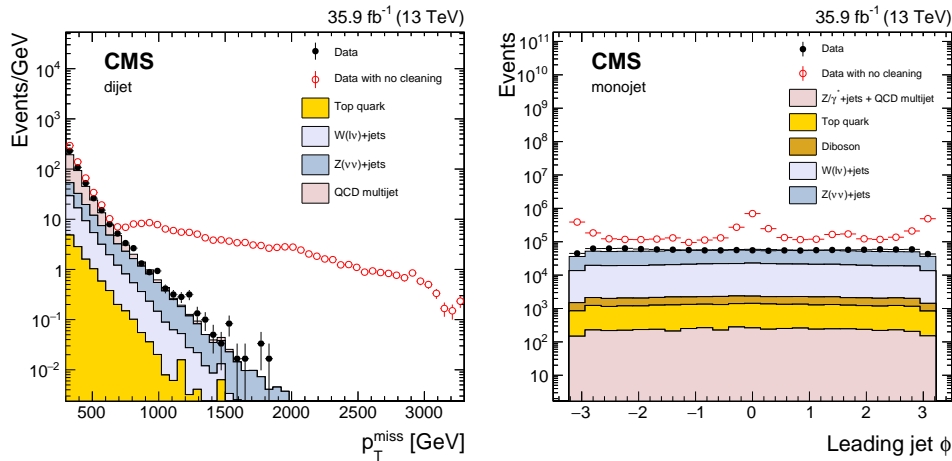 35.9 fb⁻¹ (13 TeV)
Events/GeV
CMS
dijet
Data
Data with no cleaning
Top quark
W(lν)+jets
Z(νν)+jets
QCD multijet
10⁴
10³
10²
10
1
10⁻¹
10⁻²
500 1000 1500 2000 2500 3000
p_T^miss [GeV]
35.9 fb⁻¹ (13 TeV)
Events
CMS
monojet
Data
Data with no cleaning
Z/γ*+jets + QCD multijet
Top quark
Diboson
W(lν)+jets
Z(νν)+jets
10¹¹
10¹⁰
10⁹
10⁸
10⁷
10⁶
10⁵
10⁴
10³
10²
10
−3 −2 −1 0 1 2 3
Leading jet ϕ